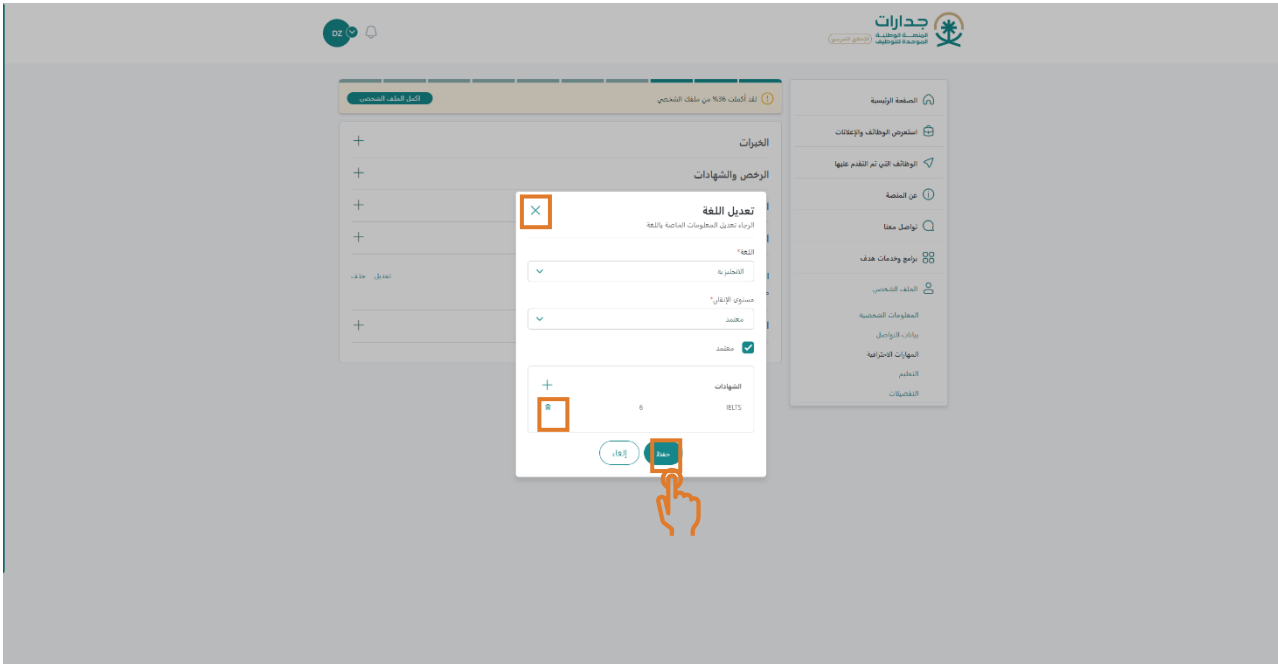 جدارات
المنصة الوطنية
الموحدة للتوظيف
DZ
الصفحة الرئيسية
استعرض الوظائف والإعلانات
الوظائف التي تم التقدم عليها
عن المنصة
تواصل معنا
برامج وخدمات هدف
الملف الشخصي
المعلومات الشخصية
بيانات التواصل
المهارات الاحترافية
التعليم
التفضيلات
لقد أكملت 36% من ملفك الشخصي
اكمل الملف الشخصي
الخبرات
الرخص والشهادات
تعديل حذف
تعديل اللغة
الرجاء تعديل المعلومات الخاصة باللغة
اللغة*
الانجليزية
مستوى الإتقان*
معتمد
معتمد
الشهادات
IELTS 6
حفظ إلغاء